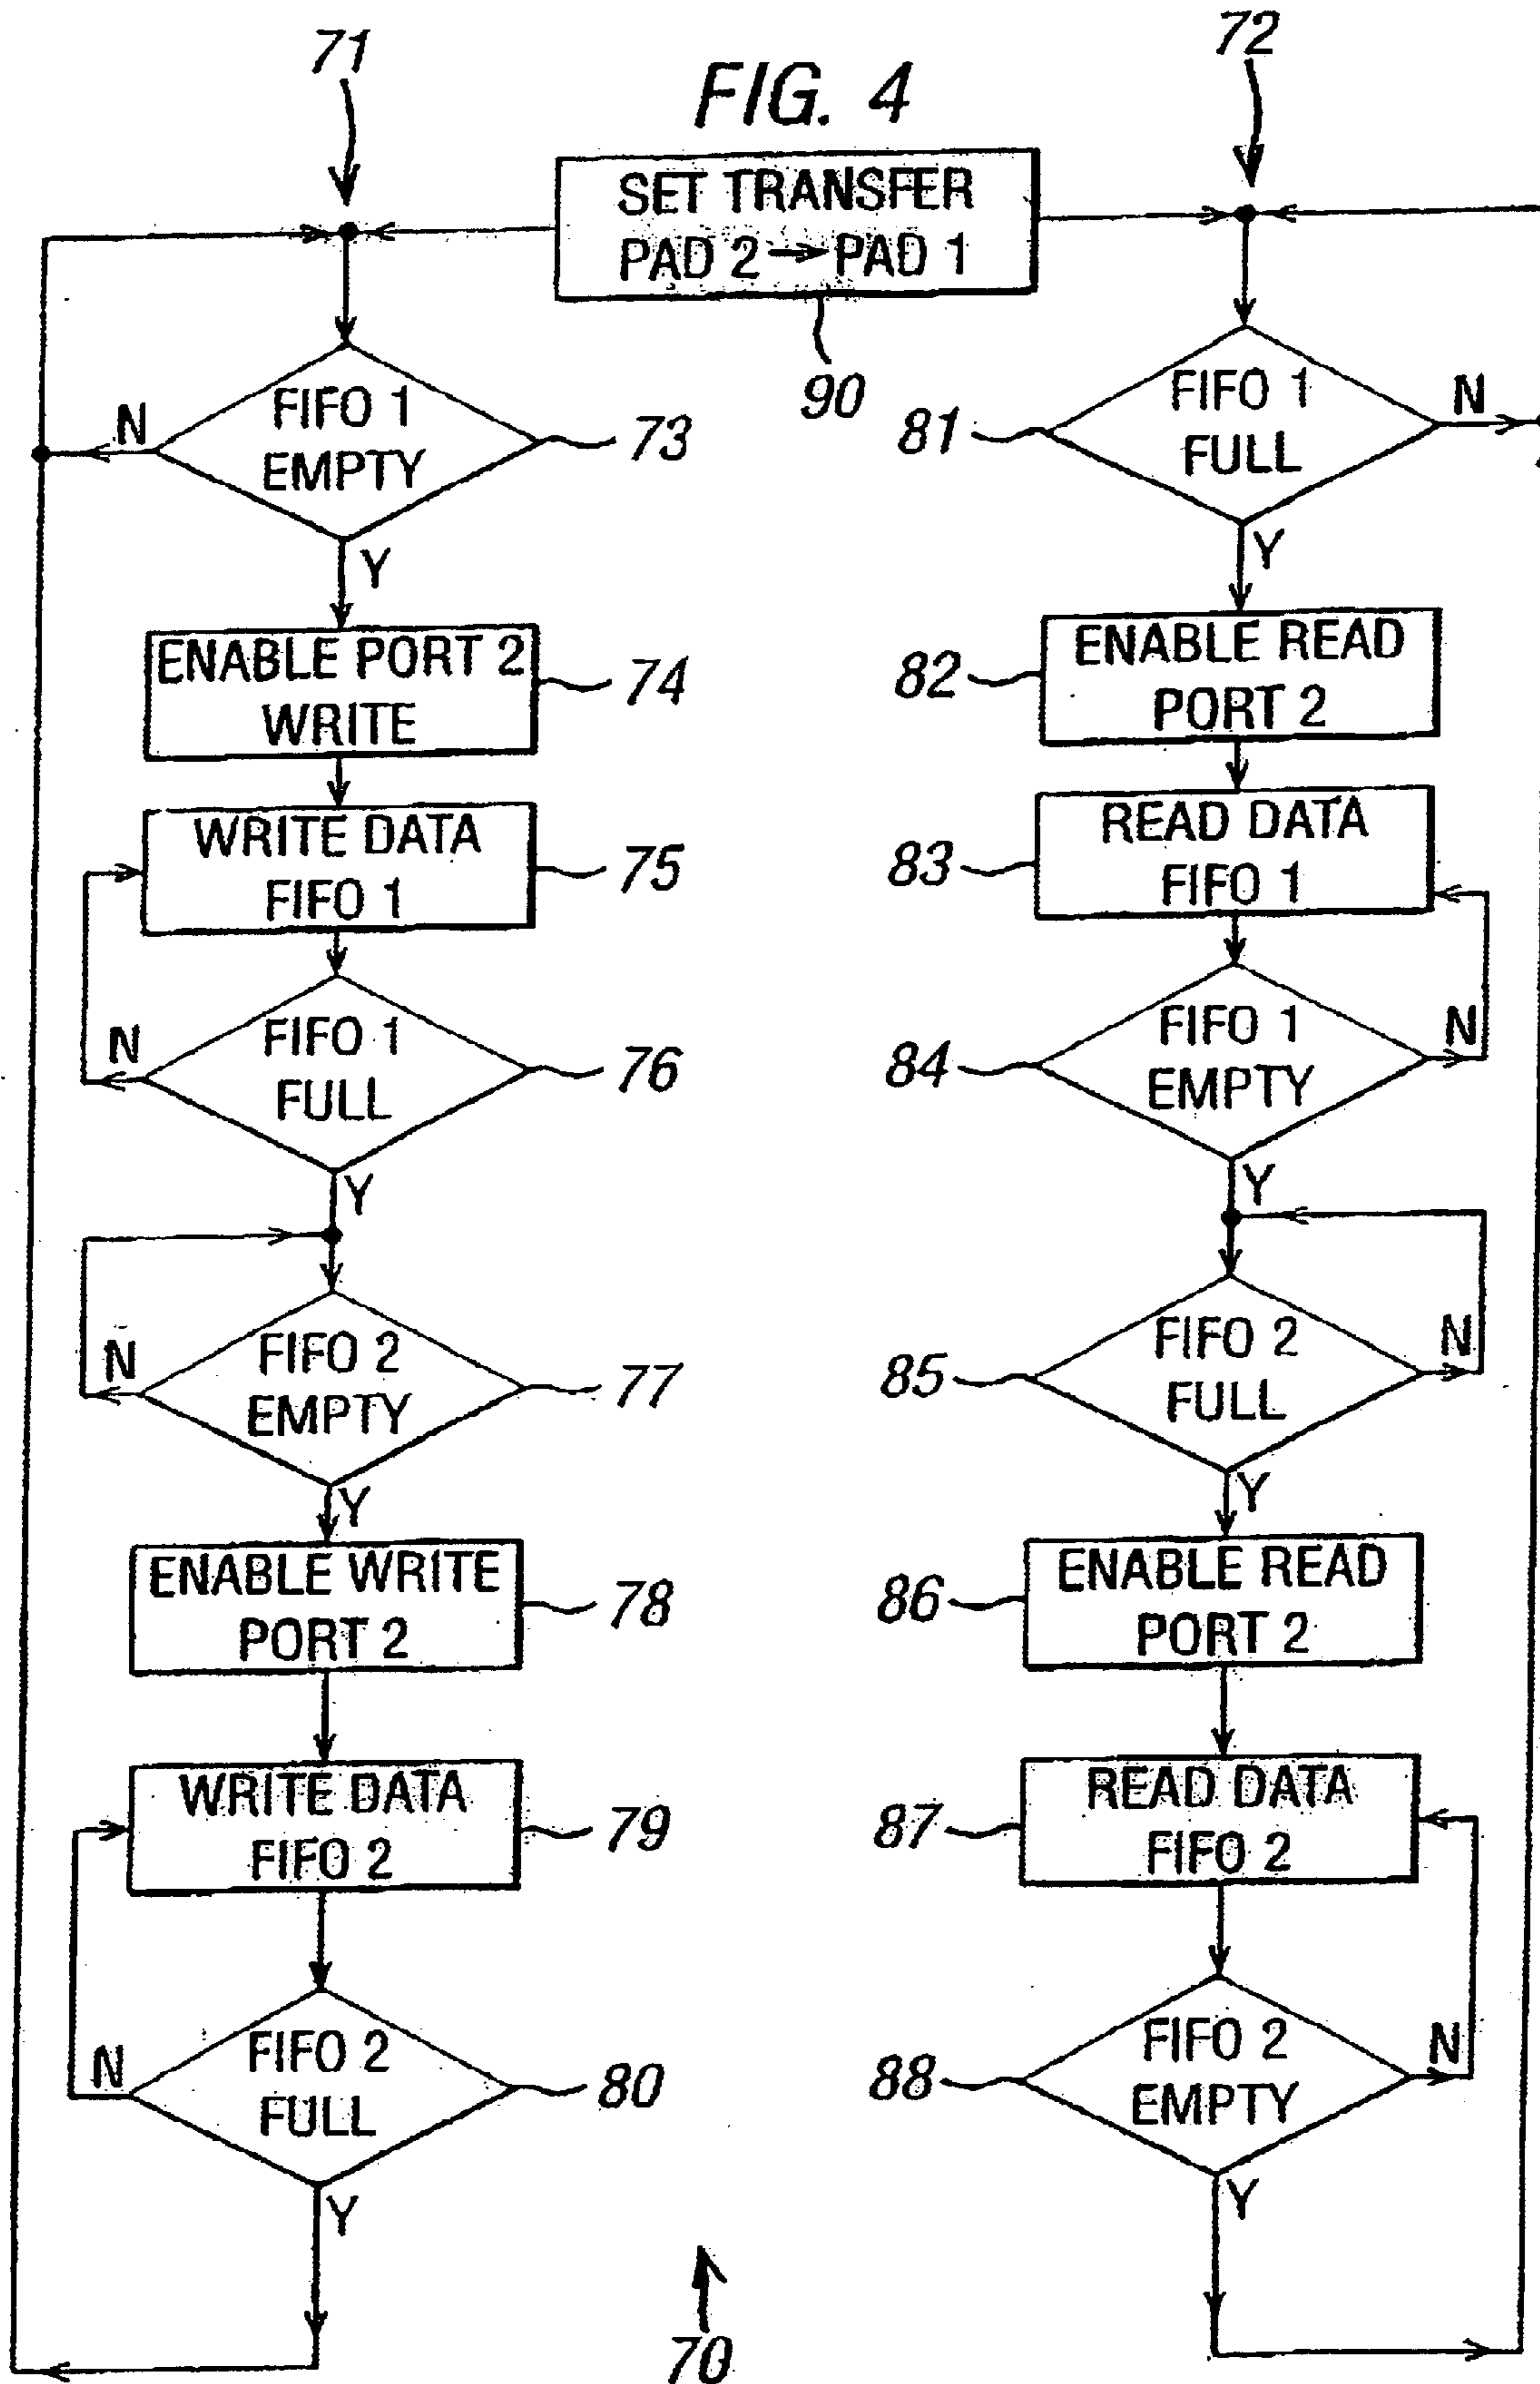 71
72
FIG. 4
SET TRANSFER
PAD 2 → PAD 1
90
FIFO 1
EMPTY
N
73
Y
ENABLE PORT 2
WRITE
74
WRITE DATA
FIFO 1
75
FIFO 1
FULL
N
76
Y
FIFO 2
EMPTY
N
77
Y
ENABLE WRITE
PORT 2
78
WRITE DATA
FIFO 2
79
FIFO 2
FULL
N
80
Y
81
FIFO 1
FULL
N
Y
82
ENABLE READ
PORT 2
83
READ DATA
FIFO 1
84
FIFO 1
EMPTY
N
Y
85
FIFO 2
FULL
N
Y
86
ENABLE READ
PORT 2
87
READ DATA
FIFO 2
88
FIFO 2
EMPTY
N
Y
70